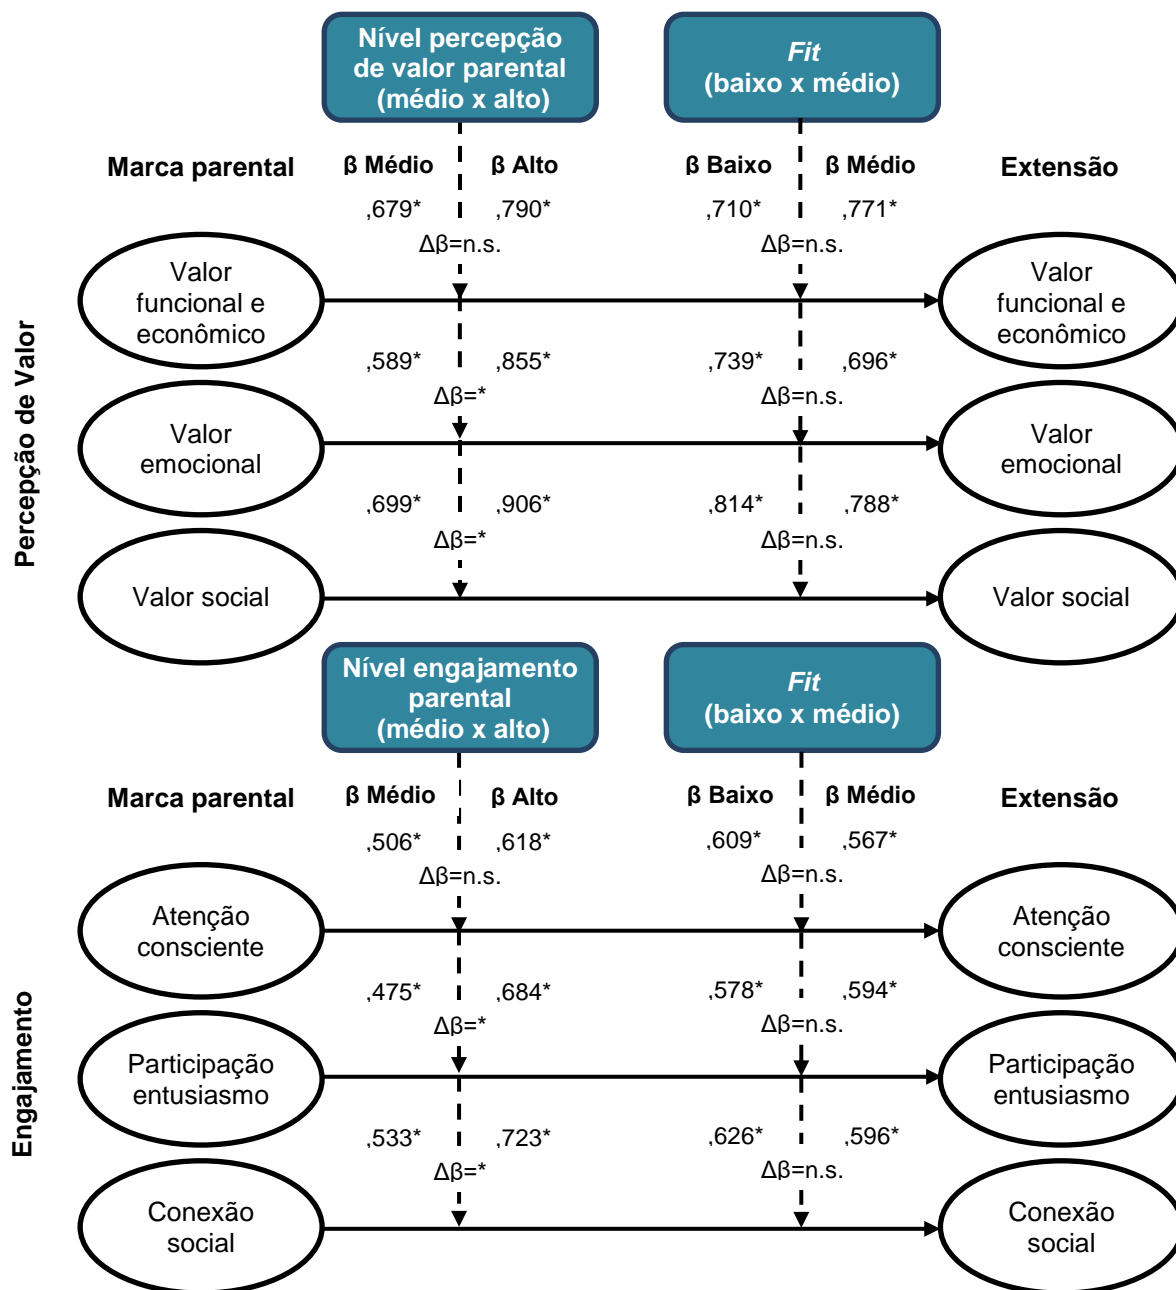 Nível percepção
de valor parental
(médio x alto)
Fit
(baixo x médio)
Marca parental
β Médio
β Alto
β Baixo
β Médio
Extensão
,679*
,790*
,710*
,771*
Δβ=n.s.
Δβ=n.s.
Valor
funcional e
econômico
Valor
funcional e
econômico
,589*
,855*
,739*
,696*
Δβ=*
Δβ=n.s.
Percepção de Valor
Valor
emocional
Valor
emocional
,699*
,906*
,814*
,788*
Δβ=*
Δβ=n.s.
Valor social
Valor social
Nível engajamento
parental
(médio x alto)
Fit
(baixo x médio)
Marca parental
β Médio
β Alto
β Baixo
β Médio
Extensão
,506*
,618*
,609*
,567*
Δβ=n.s.
Δβ=n.s.
Atenção
consciente
Atenção
consciente
,475*
,684*
,578*
,594*
Δβ=*
Δβ=n.s.
Engajamento
Participação
entusiasmo
Participação
entusiasmo
,533*
,723*
,626*
,596*
Δβ=*
Δβ=n.s.
Conexão
social
Conexão
social